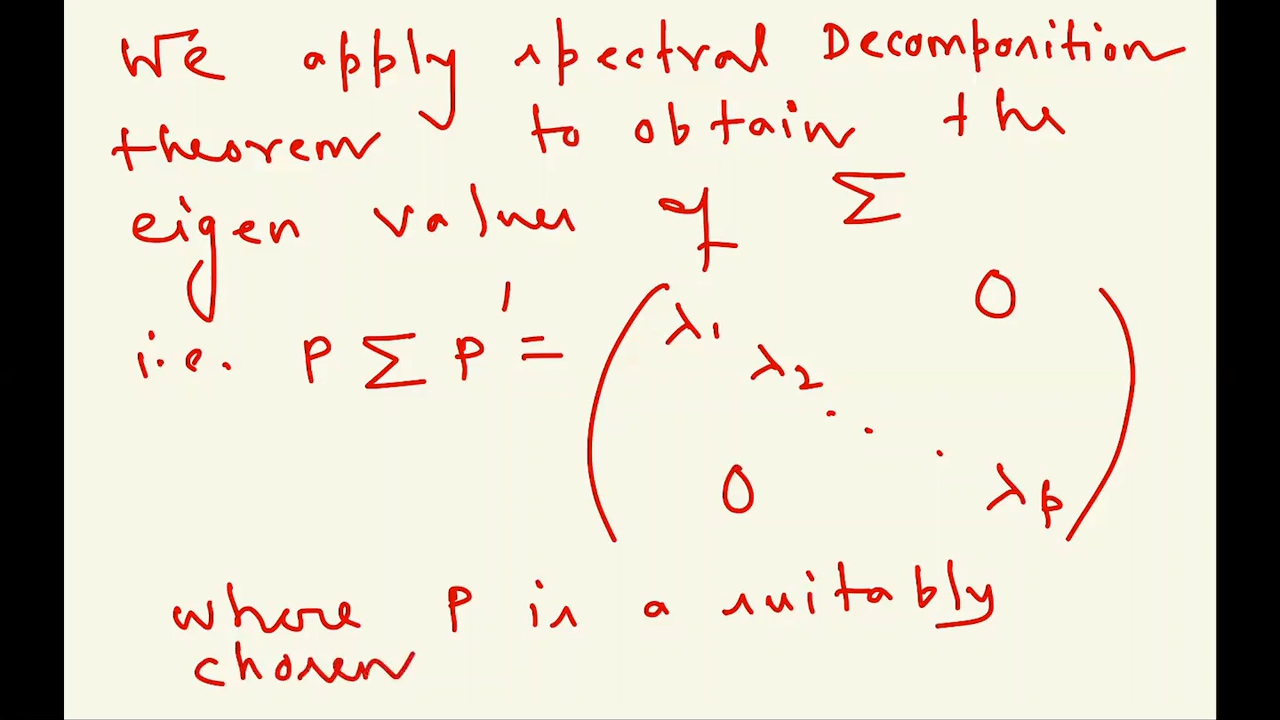 We apply spectral Decomposition
theorem to obtain the
eigen values of Σ
i.e. P Σ P' = ( λ1 0
λ2
. . .
0 λp )
where P is a suitably
chosen